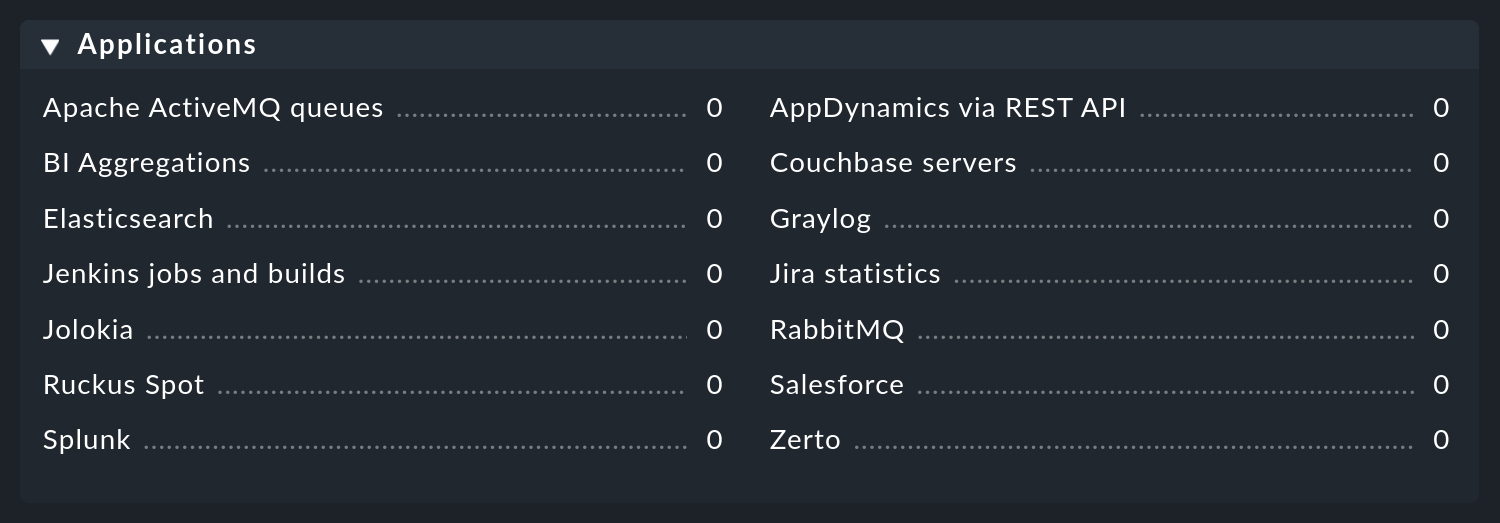 Applications
Apache ActiveMQ queues 0 AppDynamics via REST API 0
BI Aggregations 0 Couchbase servers 0
Elasticsearch 0 Graylog 0
Jenkins jobs and builds 0 Jira statistics 0
Jolokia 0 RabbitMQ 0
Ruckus Spot 0 Salesforce 0
Splunk 0 Zerto 0